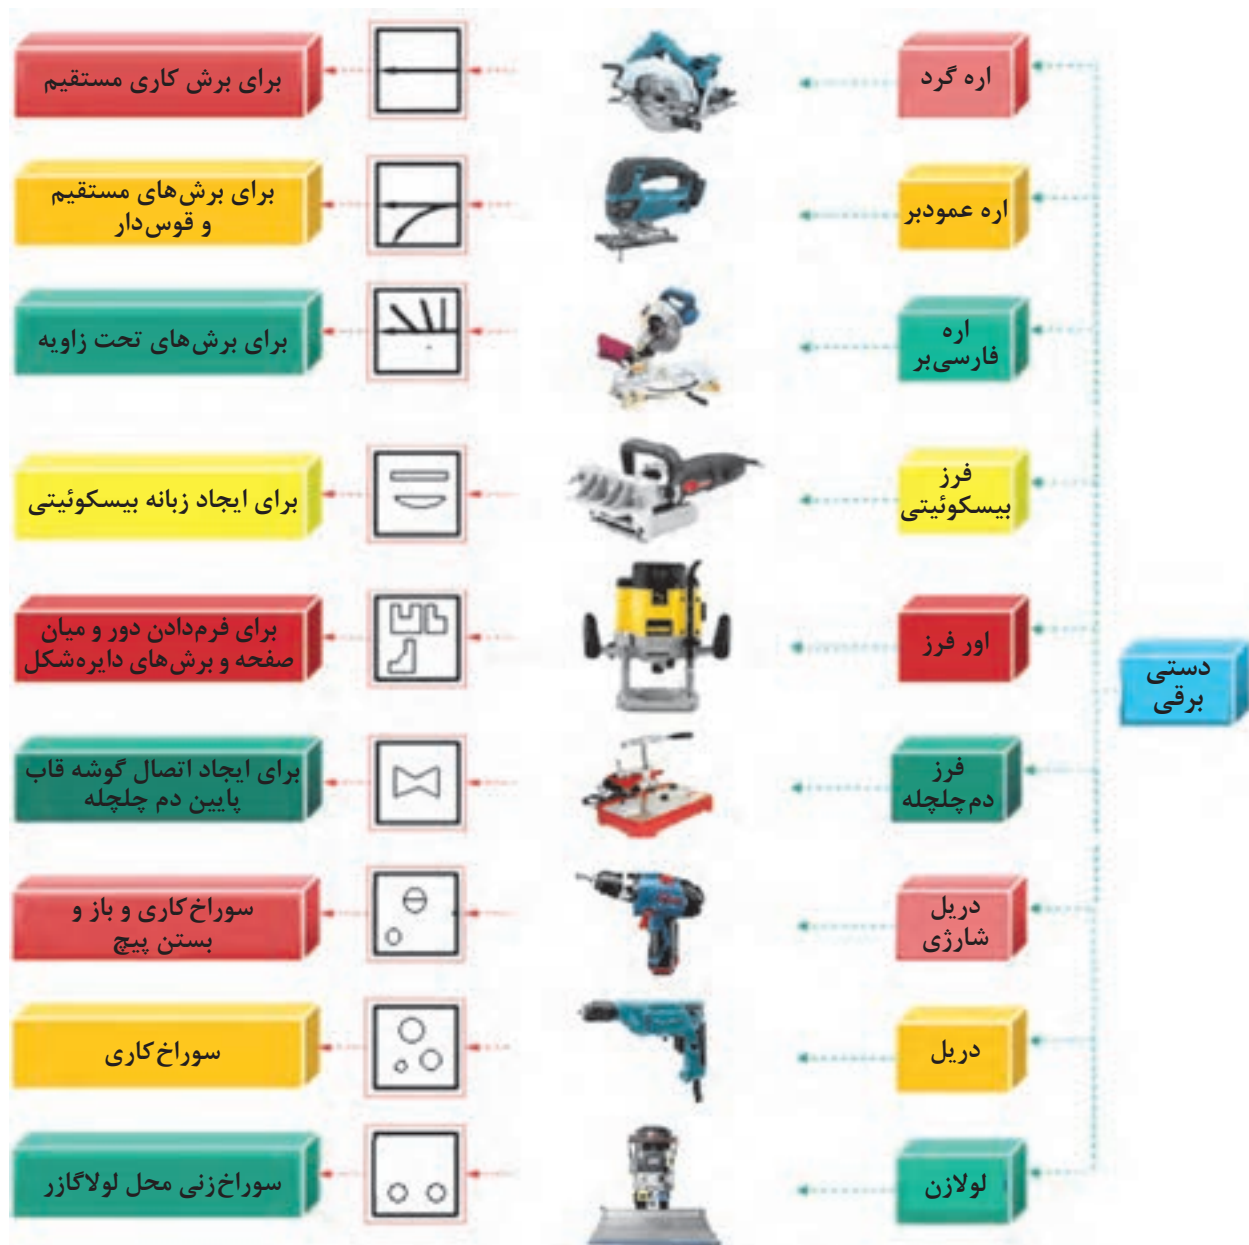 دستی
برقی
اره گرد
برای برش کاری مستقیم
اره عمودبر
برای برش‌های مستقیم
و قوس‌دار
اره
فارسی‌بر
برای برش‌های تحت زاویه
فرز
بیسکوئیتی
برای ایجاد زبانه بیسکوئیتی
اور فرز
برای فرم‌دادن دور و میان
صفحه و برش‌های دایره‌شکل
فرز
دم‌چلچله
برای ایجاد اتصال گوشه قاب
پایین دم چلچله
دریل
شارژی
سوراخ‌کاری و باز و
بستن پیچ
دریل
سوراخ‌کاری
لولازن
سوراخ‌زنی محل لولاگازر